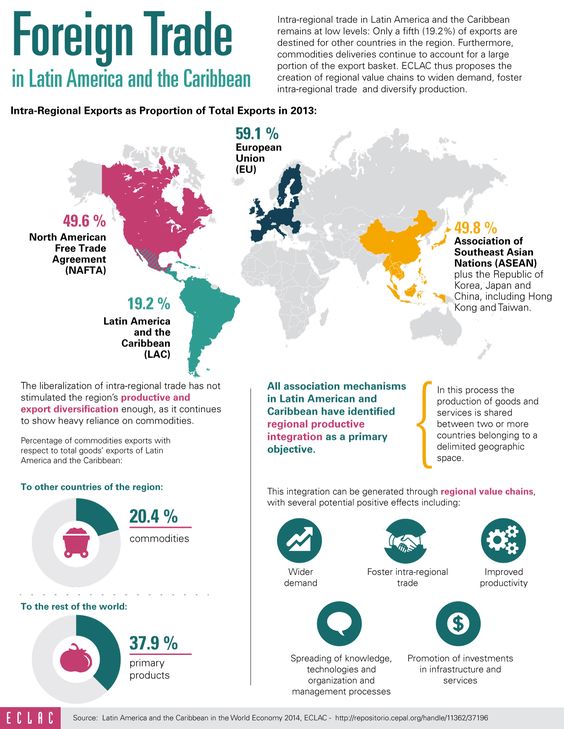 Foreign Trade
in Latin America and the Caribbean
Intra-regional trade in Latin America and the Caribbean
remains at low levels: Only a fifth (19.2%) of exports are
destined for other countries in the region. Furthermore,
commodities deliveries continue to account for a large
portion of the export basket. ECLAC thus proposes the
creation of regional value chains to widen demand, foster
intra-regional trade and diversify production.
Intra-Regional Exports as Proportion of Total Exports in 2013:
59.1 %
European
Union
(EU)
49.6 %
North American
Free Trade
Agreement
(NAFTA)
49.8 %
Association of
Southeast Asian
Nations (ASEAN)
plus the Republic of
Korea, Japan and
China, including Hong
Kong and Taiwan.
19.2 %
Latin America
and the
Caribbean
(LAC)
The liberalization of intra-regional trade has not
stimulated the region's productive and
export diversification enough, as it continues
to show heavy reliance on commodities.
Percentage of commodities exports with
respect to total goods' exports of Latin
America and the Caribbean:
To other countries of the region:
20.4 %
commodities
To the rest of the world:
37.9 %
primary
products
All association mechanisms
in Latin American and
Caribbean have identified
regional productive
integration as a primary
objective.
In this process the
production of goods and
services is shared
between two or more
countries belonging to a
delimited geographic
space.
This integration can be generated through regional value chains,
with several potential positive effects including:
Wider
demand
Foster intra-regional
trade
Improved
productivity
Spreading of knowledge,
technologies and
organization and
management processes
$
Promotion of investments
in infrastructure and
services
ECLAC
Source: Latin America and the Caribbean in the World Economy 2014, ECLAC - http://repositorio.cepal.org/handle/11362/37196